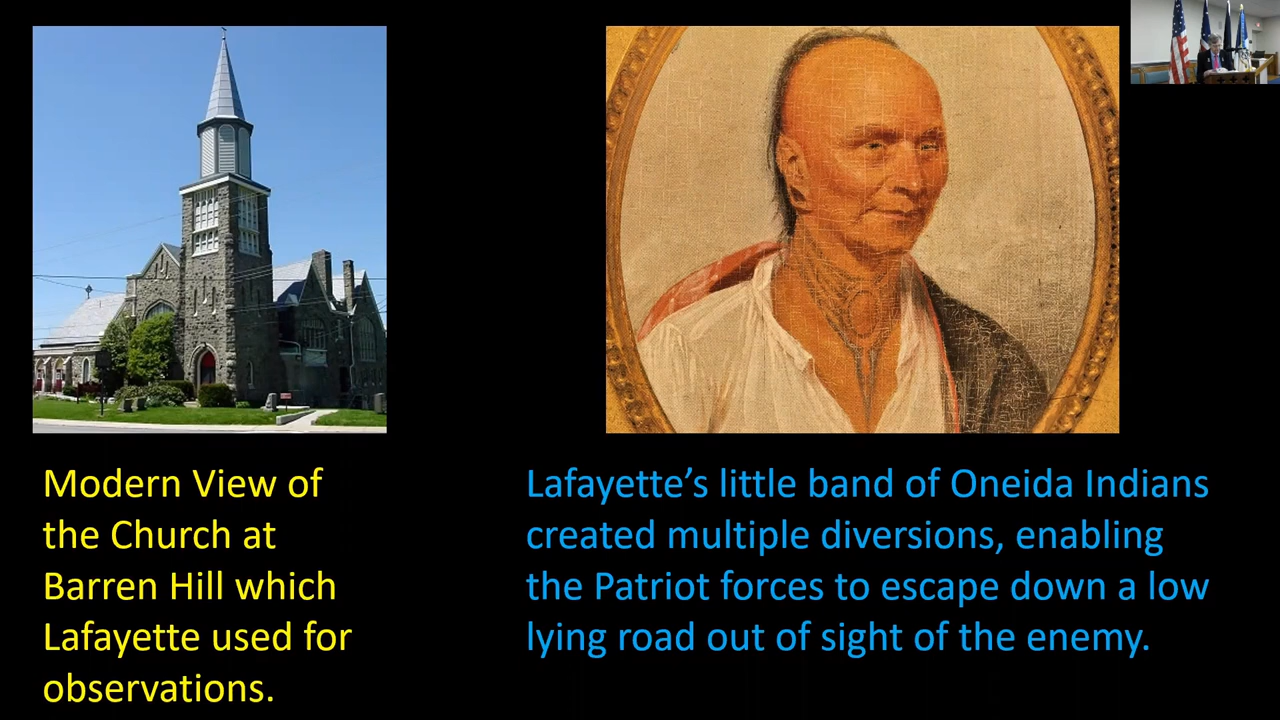 Modern View of
the Church at
Barren Hill which
Lafayette used for
observations.
Lafayette’s little band of Oneida Indians
created multiple diversions, enabling
the Patriot forces to escape down a low
lying road out of sight of the enemy.